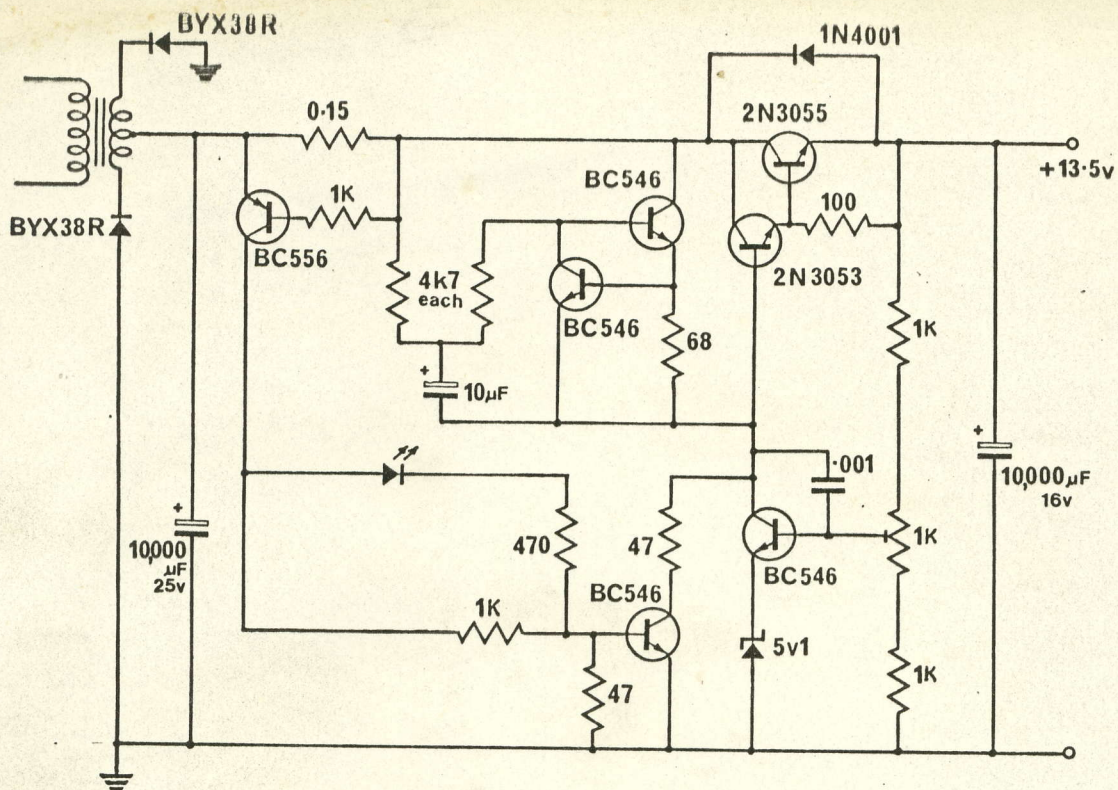 BYX38R
1N4001
0·15
2N3055
+13·5v
BC546
1K
100
BYX38R
BC556
4k7
each
2N3053
BC546
68
1K
+
10µF
+
·001
10,000µF
16v
+
10,000
µF
25v
470
47
1K
BC546
BC546
1K
5v1
47
1K